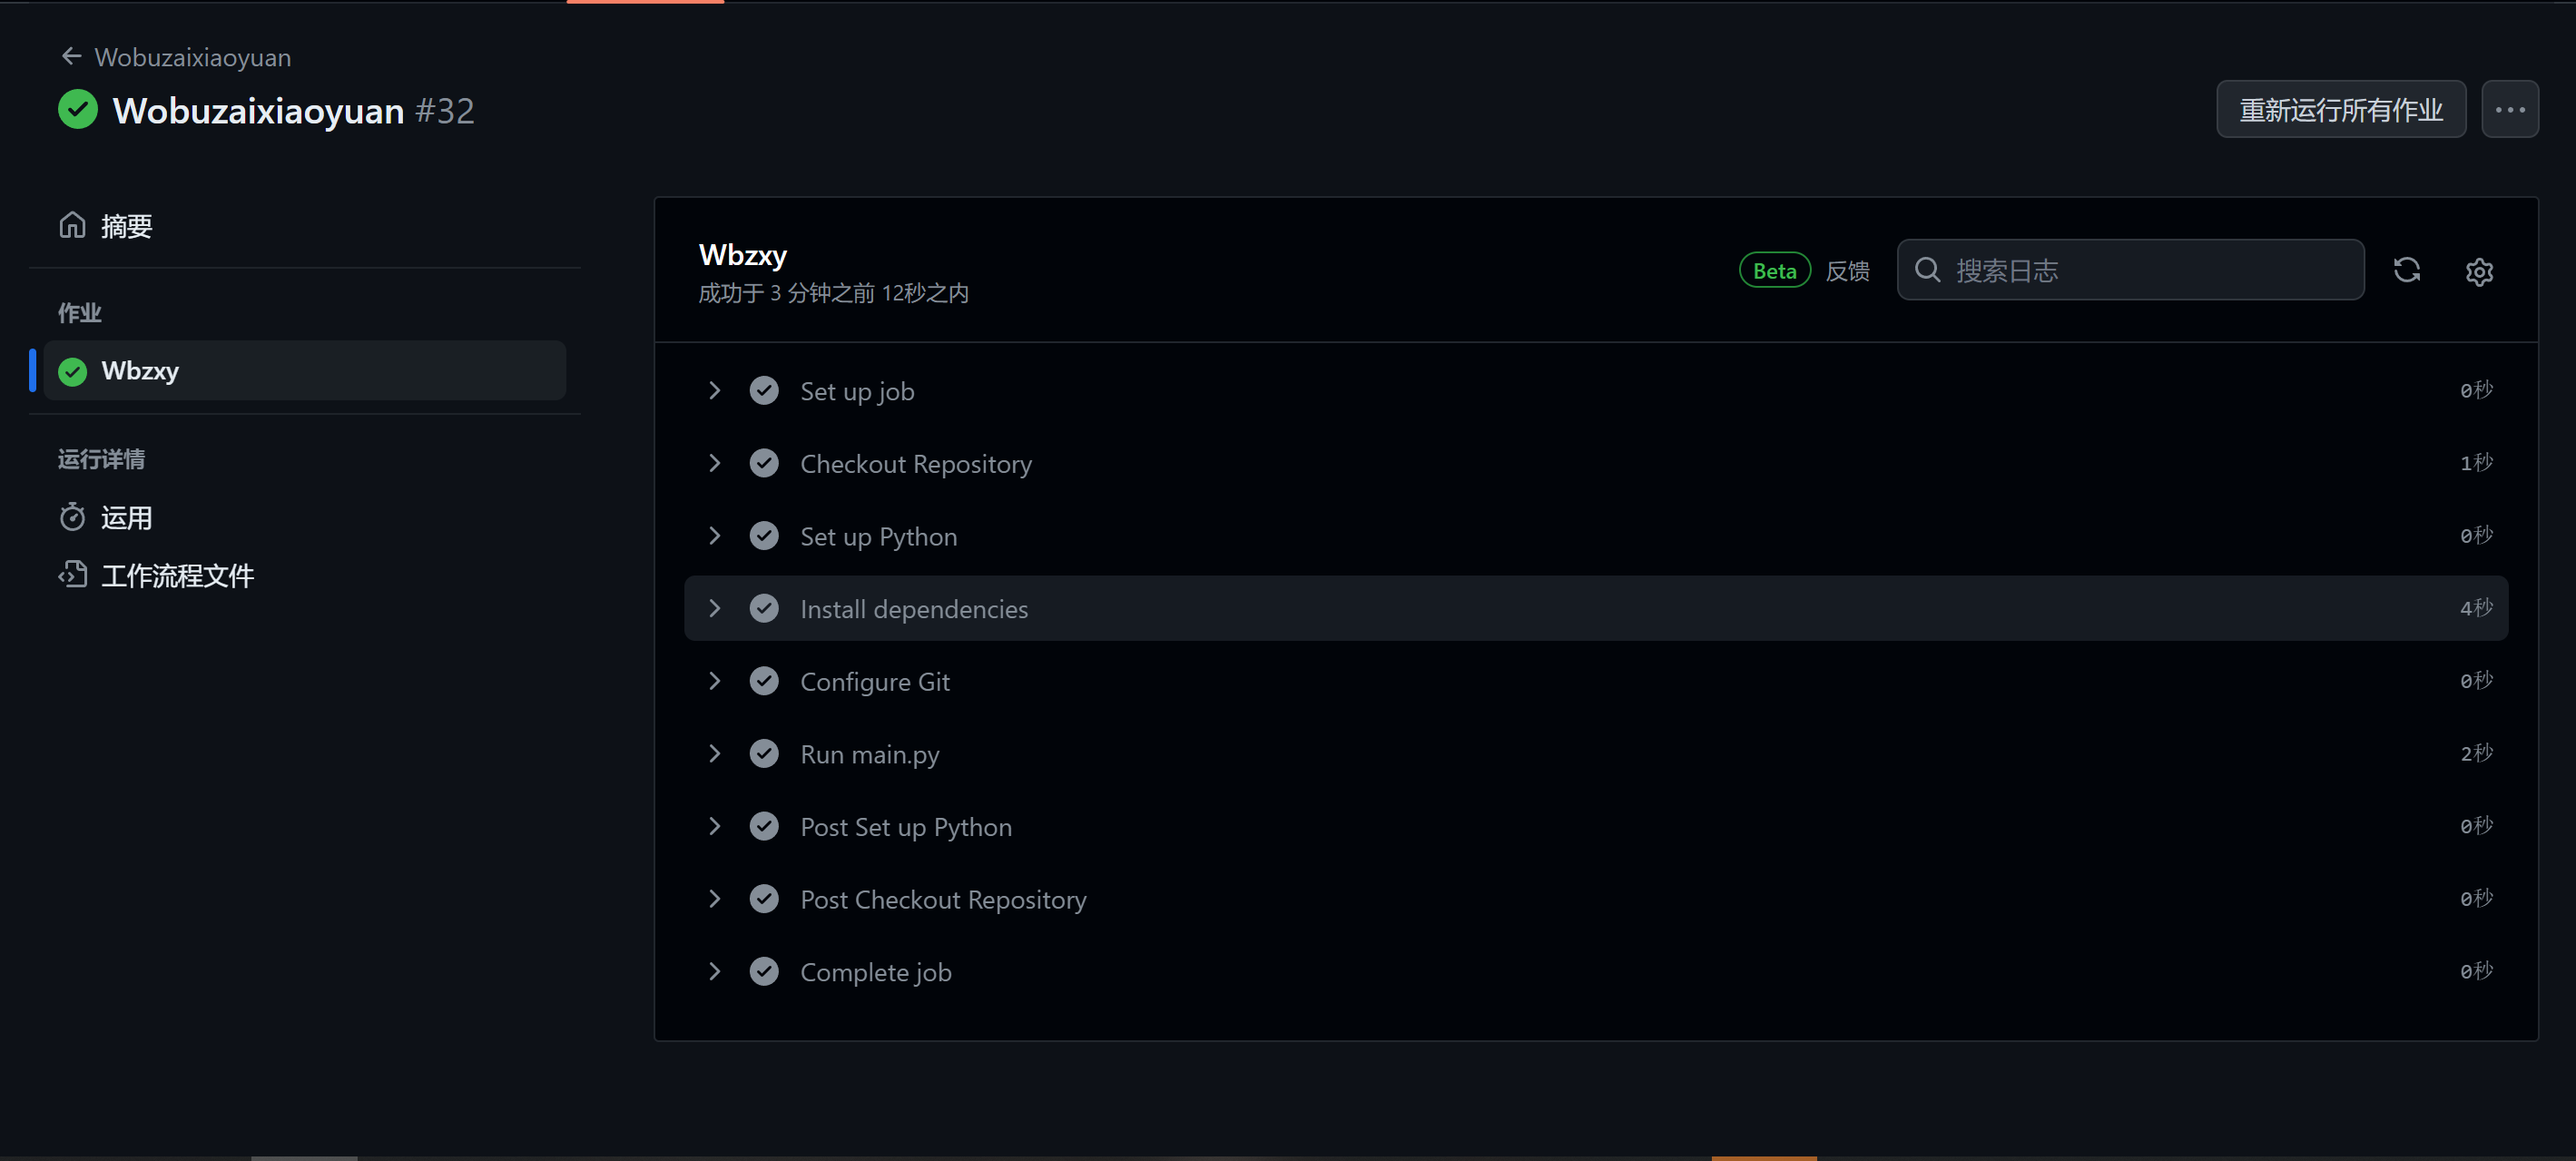 Wobuzaixiaoyuan
Wobuzaixiaoyuan #32
重新运行所有作业
摘要
作业
Wbzxy
运行详情
运用
工作流程文件
Wbzxy
成功于 3 分钟之前 12秒之内
Beta 反馈
搜索日志
Set up job 0秒
Checkout Repository 1秒
Set up Python 0秒
Install dependencies 4秒
Configure Git 0秒
Run main.py 2秒
Post Set up Python 0秒
Post Checkout Repository 0秒
Complete job 0秒